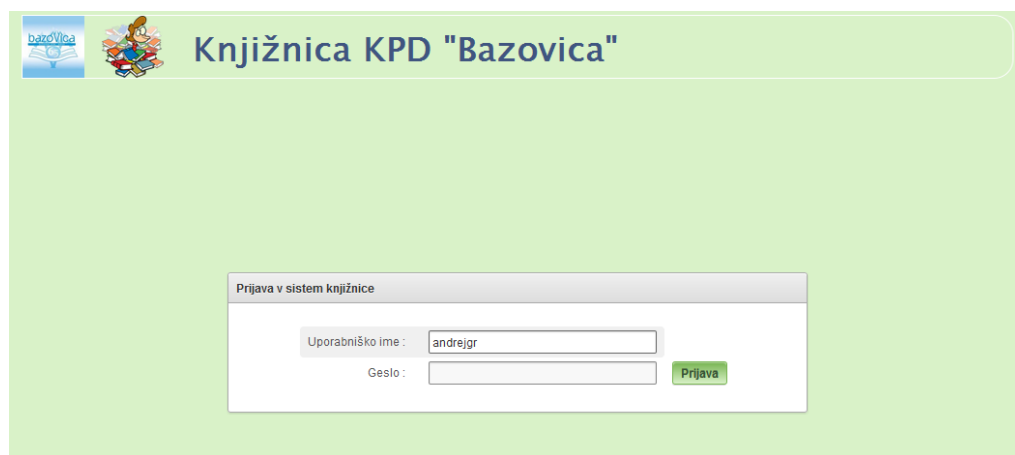 bazoVica
Knjižnica KPD "Bazovica"
Prijava v sistem knjižnice
Uporabniško ime :
andrejgr
Geslo :
Prijava